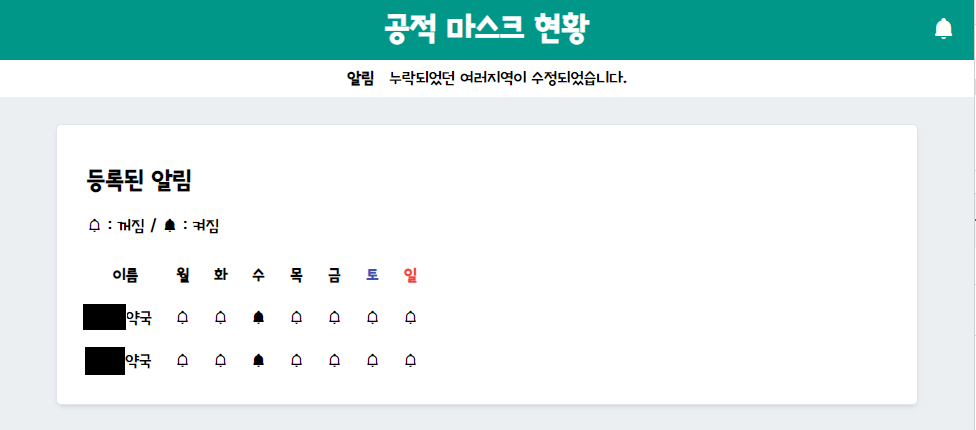 공적 마스크 현황
알림 누락되었던 여러지역이 수정되었습니다.
등록된 알림
: 꺼짐 / : 켜짐
이름 월 화 수 목 금 토 일
약국
약국